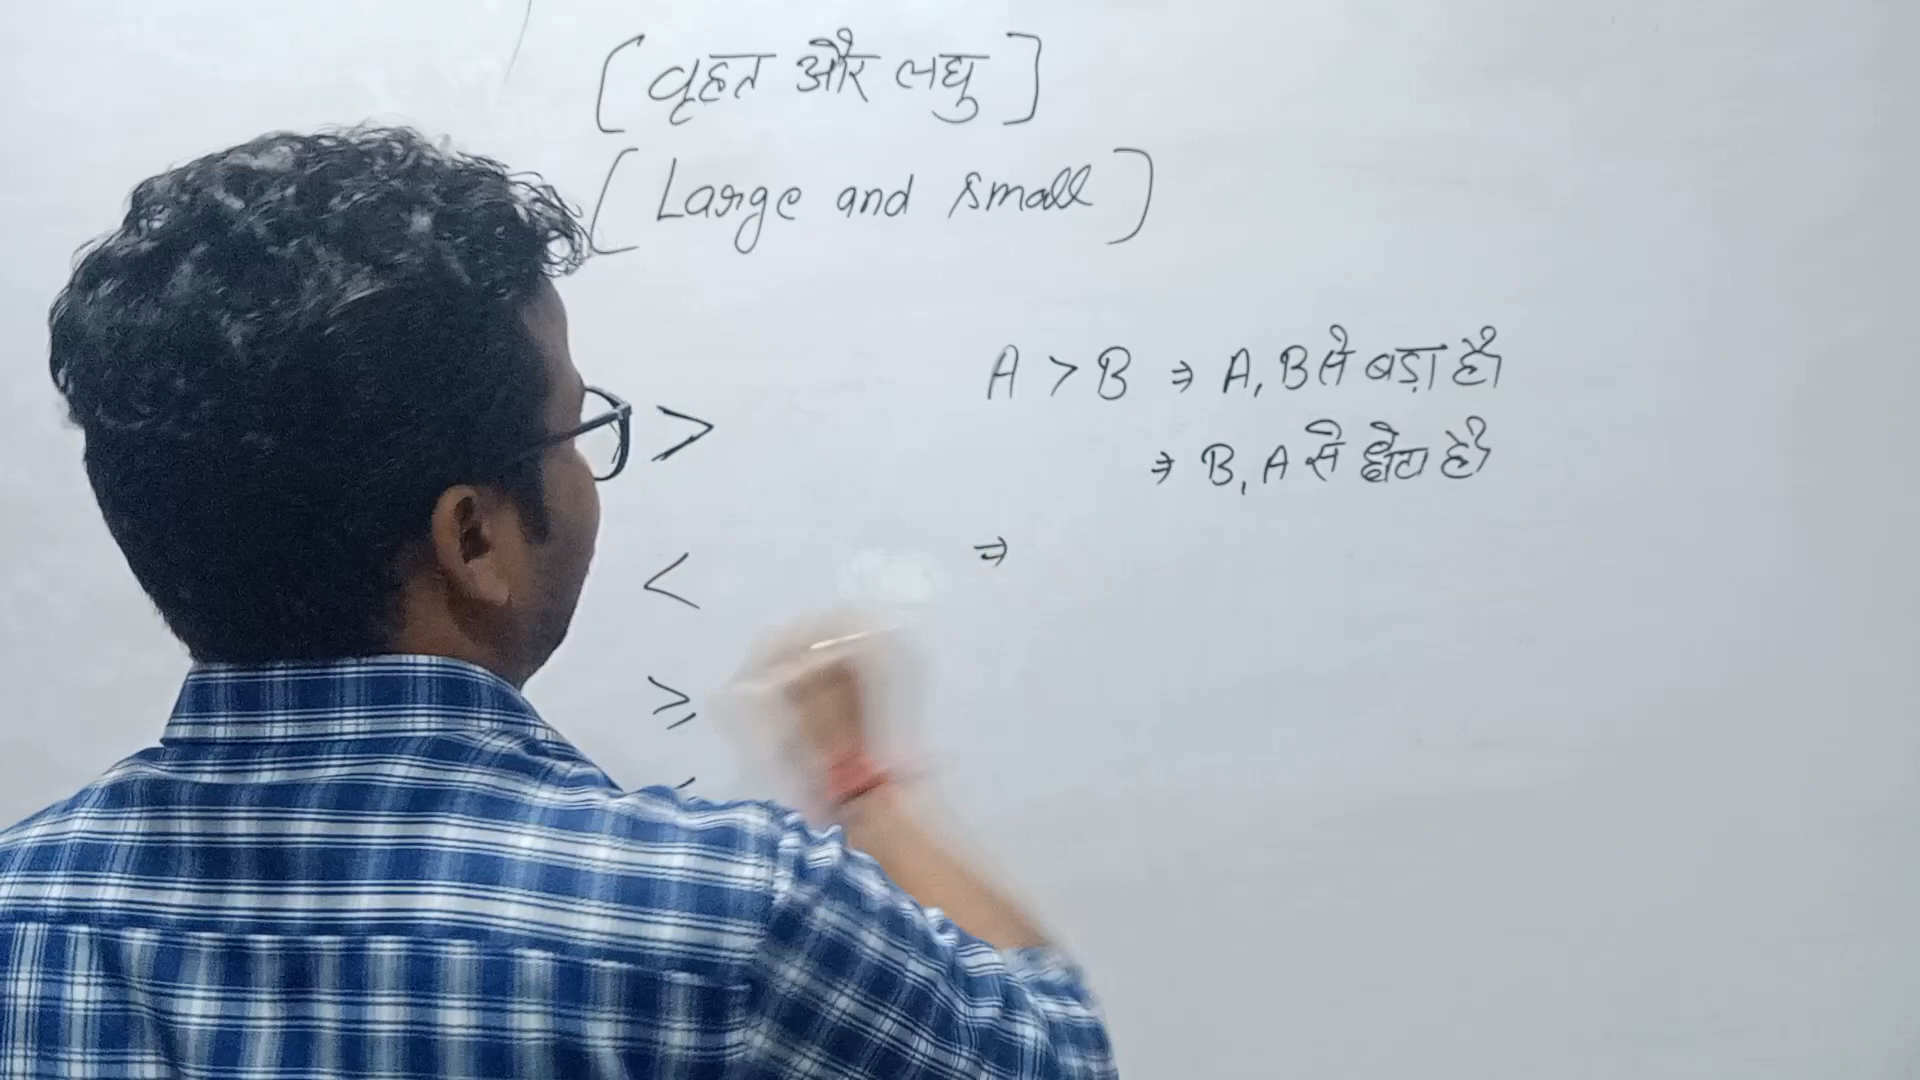 [वृहत और लघु]
[Large and small]
A > B ⇒ A, B से बड़ा है।
>
⇒ B, A से छोटा है।
⇒
<
≥